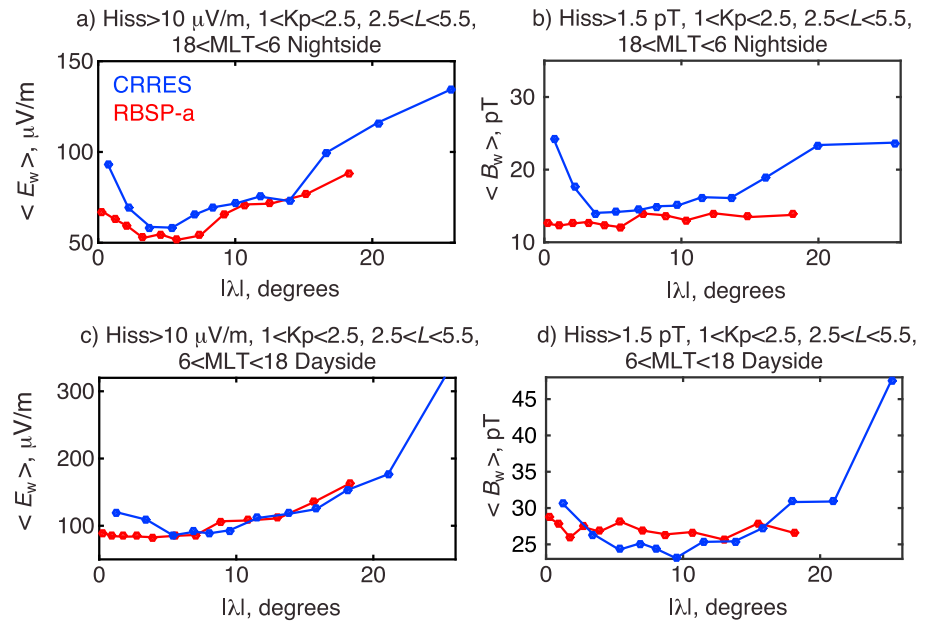 a) Hiss>10 μV/m, 1<Kp<2.5, 2.5<L<5.5,
18<MLT<6 Nightside
150
100
50
< Ew >, μV/m
CRRES
RBSP-a
0
10
20
|λ|, degrees
b) Hiss>1.5 pT, 1<Kp<2.5, 2.5<L<5.5,
18<MLT<6 Nightside
30
20
10
< Bw >, pT
0
10
20
|λ|, degrees
c) Hiss>10 μV/m, 1<Kp<2.5, 2.5<L<5.5,
6<MLT<18 Dayside
300
200
100
< Ew >, μV/m
0
10
20
|λ|, degrees
d) Hiss>1.5 pT, 1<Kp<2.5, 2.5<L<5.5,
6<MLT<18 Dayside
45
40
35
30
25
< Bw >, pT
0
10
20
|λ|, degrees